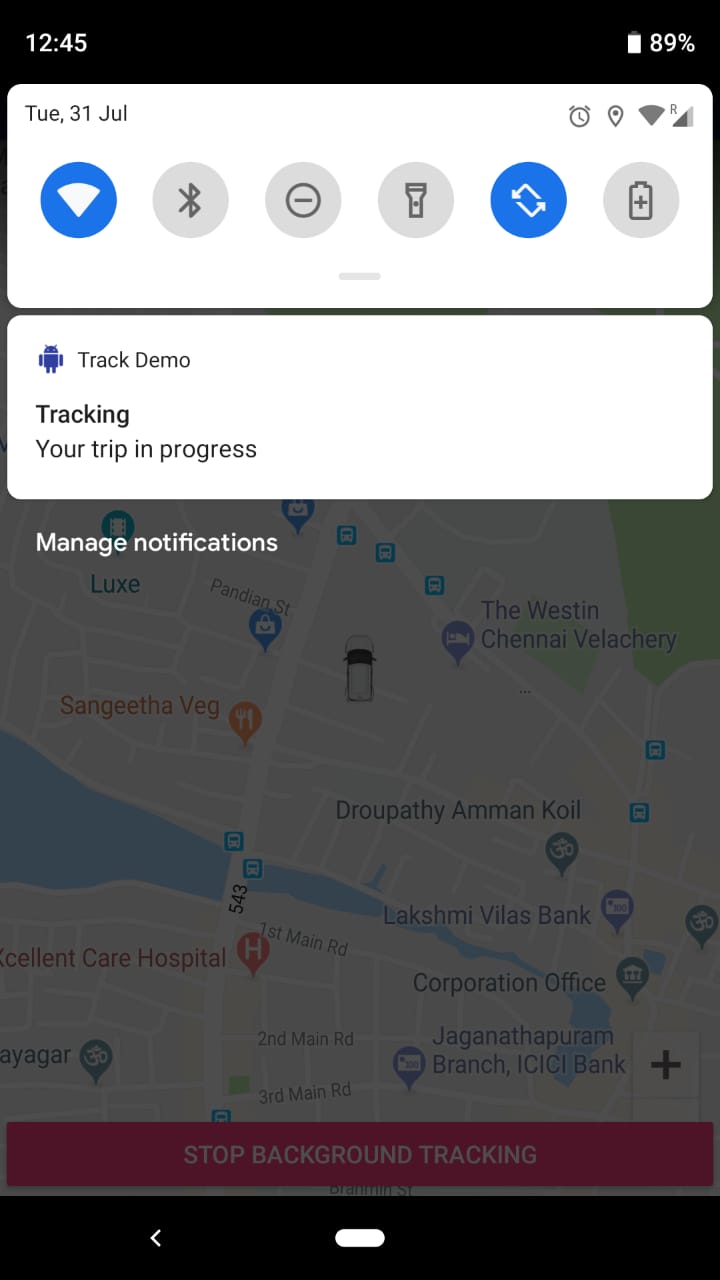 12:45
89%
Tue, 31 Jul
R
Track Demo
Tracking
Your trip in progress
Manage notifications
Luxe
Pandian St
The Westin
Chennai Velachery
Sangeetha Veg
...
Droupathy Amman Koil
543
Lakshmi Vilas Bank
1st Main Rd
xcellent Care Hospital
Corporation Office
2nd Main Rd
Jaganathapuram
Branch, ICICI Bank
ayagar
3rd Main Rd
STOP BACKGROUND TRACKING
Brahmin St